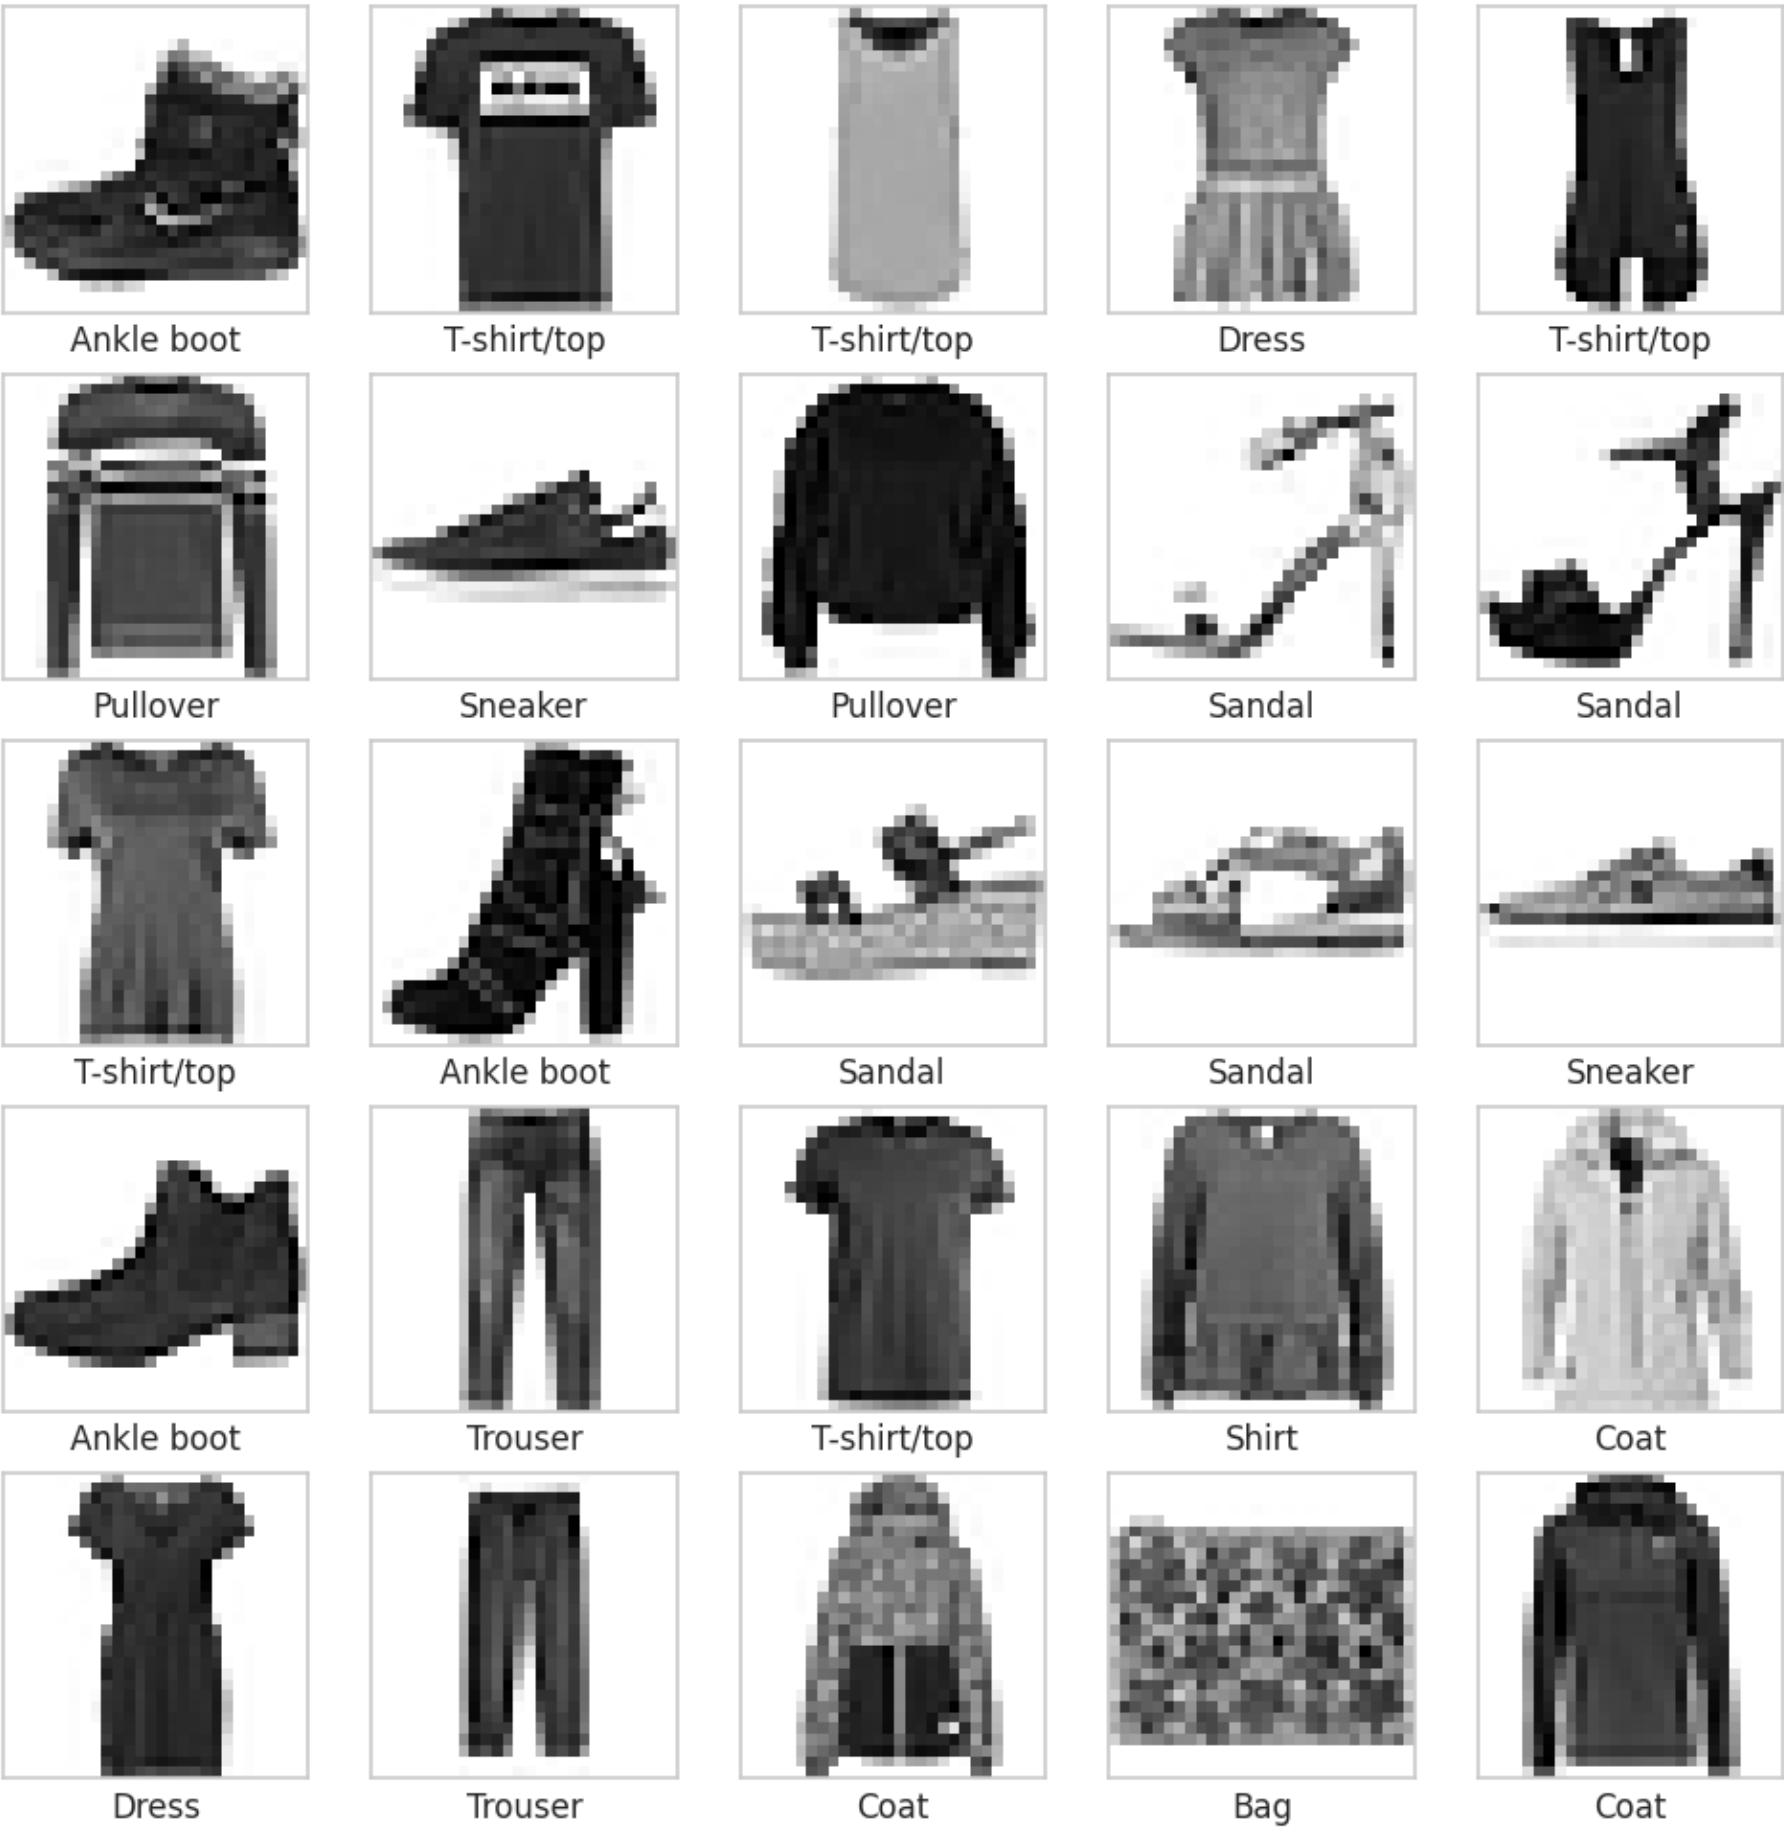 Ankle boot T-shirt/top T-shirt/top Dress T-shirt/top
Pullover Sneaker Pullover Sandal Sandal
T-shirt/top Ankle boot Sandal Sandal Sneaker
Ankle boot Trouser T-shirt/top Shirt Coat
Dress Trouser Coat Bag Coat